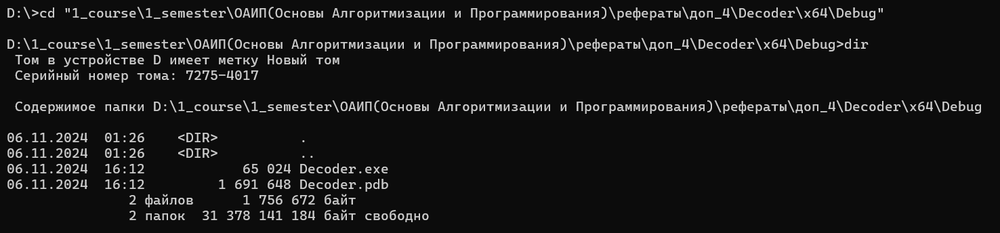 D:\>cd "1_course\1_semester\ОАИП(Основы Алгоритмизации и Программирования)\рефераты\доп_4\Decoder\x64\Debug"
D:\1_course\1_semester\ОАИП(Основы Алгоритмизации и Программирования)\рефераты\доп_4\Decoder\x64\Debug>dir
Том в устройстве D имеет метку Новый том
Серийный номер тома: 7275-4017
Содержимое папки D:\1_course\1_semester\ОАИП(Основы Алгоритмизации и Программирования)\рефераты\доп_4\Decoder\x64\Debug
06.11.2024  01:26    <DIR>          .
06.11.2024  01:26    <DIR>          ..
06.11.2024  16:12            65 024 Decoder.exe
06.11.2024  16:12         1 691 648 Decoder.pdb
2 файлов      1 756 672 байт
2 папок  31 378 141 184 байт свободно